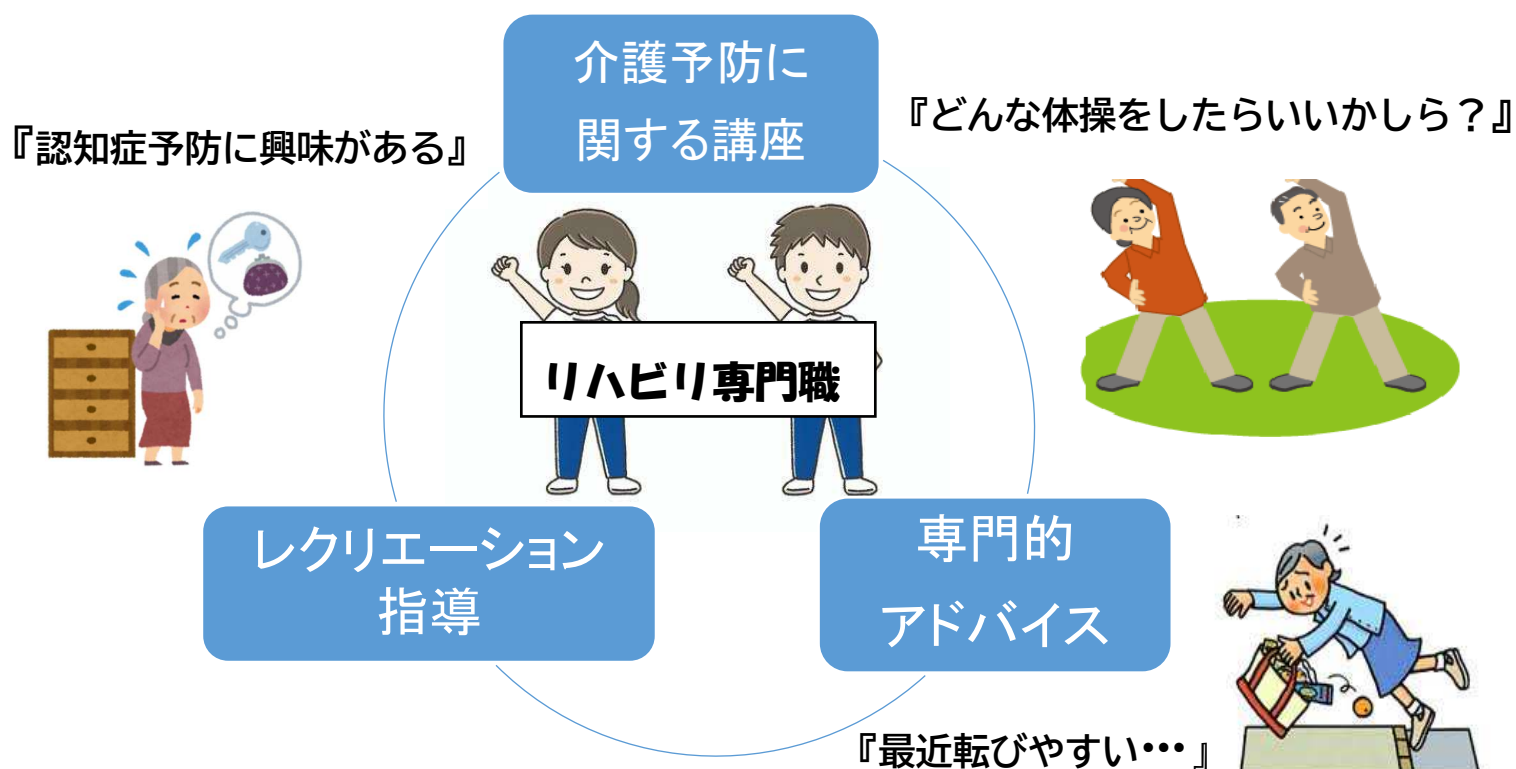 介護予防に
関する講座
『認知症予防に興味がある』
『どんな体操をしたらいいかしら？』
リハビリ専門職
レクリエーション
指導
専門的
アドバイス
『最近転びやすい･･･』